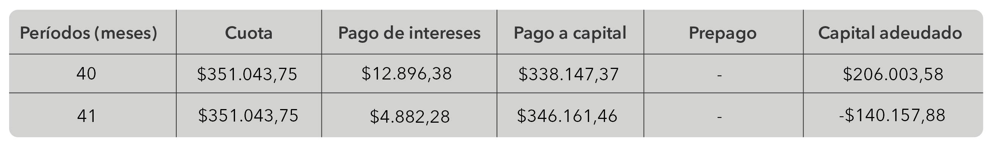 Períodos (meses) Cuota Pago de intereses Pago a capital Prepago Capital adeudado
40 $351.043,75 $12.896,38 $338.147,37 - $206.003,58
41 $351.043,75 $4.882,28 $346.161,46 - -$140.157,88